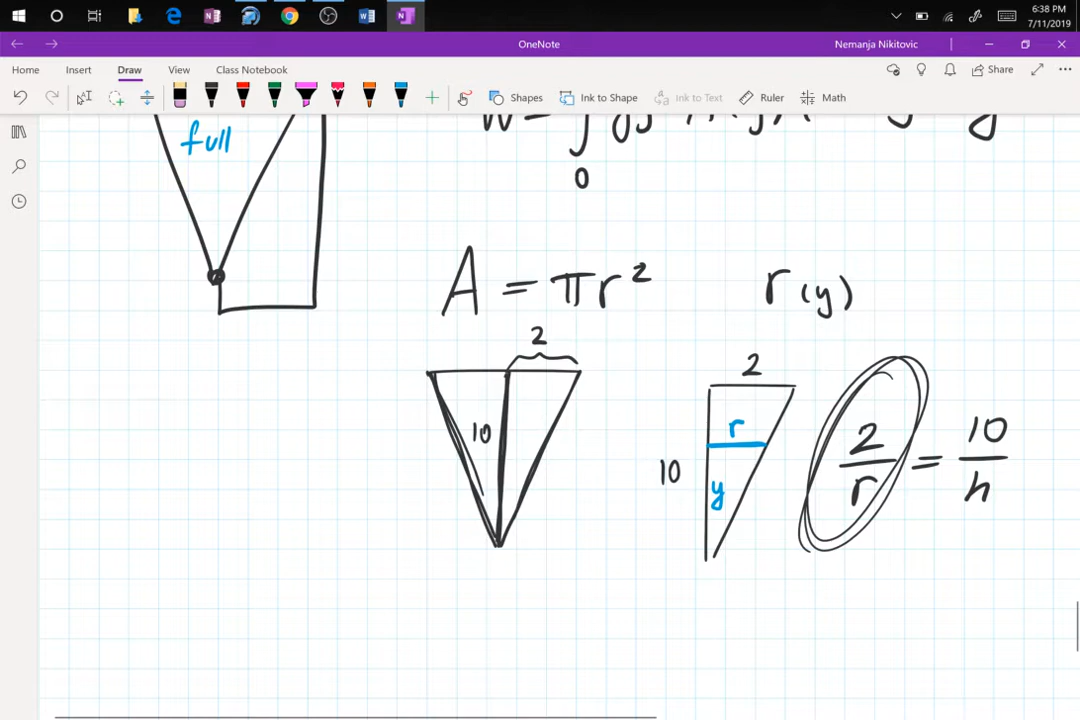 6:38 PM
7/11/2019
OneNote
Nemanja Nikitovic
Home Insert Draw View Class Notebook
Share
Shapes Ink to Shape Ink to Text Ruler Math
full
0
A = πr² r(y)
2
10
2
r
10
y
2/r = 10/h